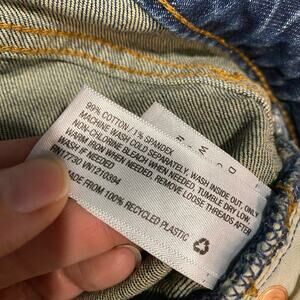 99% COTTON / 1% SPANDEX
MACHINE WASH COLD SEPARATELY, WASH INSIDE OUT, ONLY
NON-CHLORINE BLEACH WHEN NEEDED, TUMBLE DRY LOW,
WARM IRON WHEN NEEDED, REMOVE LOOSE THREADS AFTER
WASH IF NEEDED
RN17730 VN1210394
MADE FROM 100% RECYCLED PLASTIC